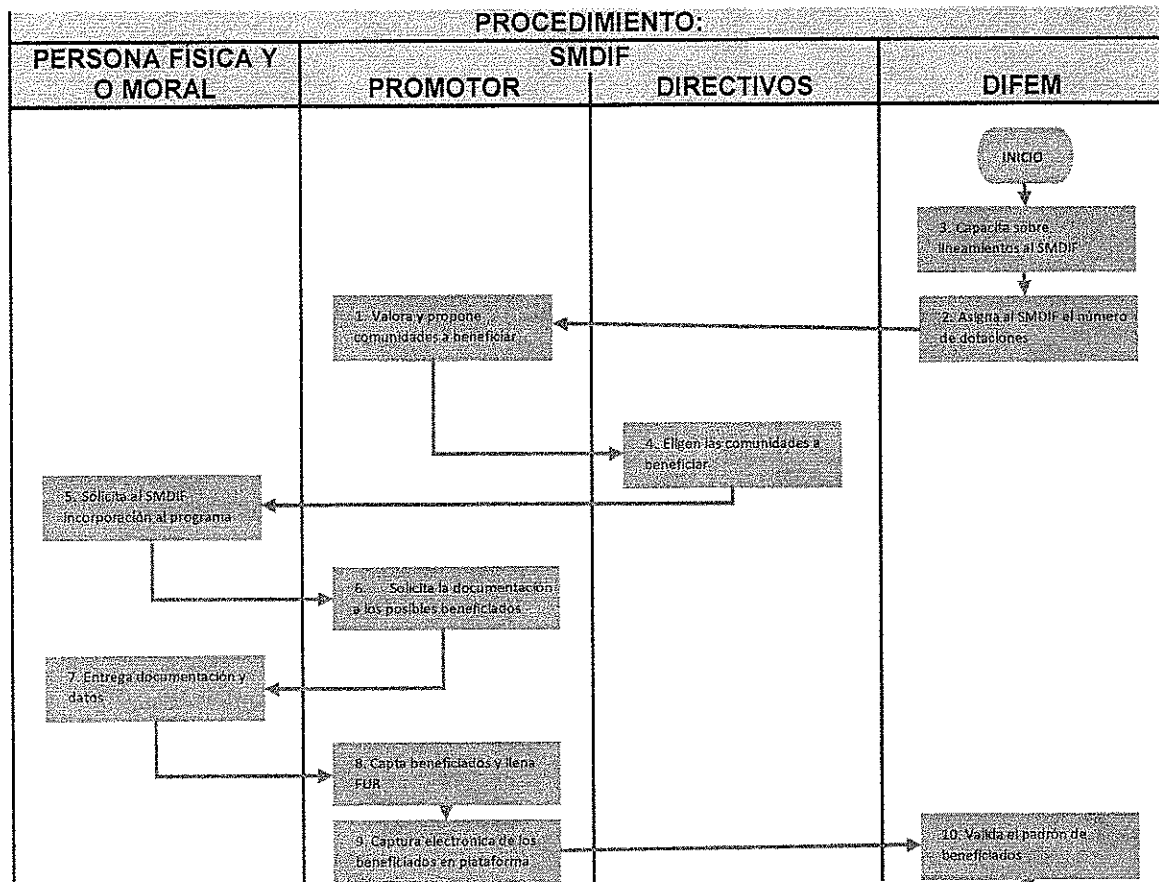 PROCEDIMIENTO:
PERSONA FÍSICA Y
O MORAL
SMDIF
PROMOTOR
DIRECTIVOS
DIFEM
INICIO
3. Capacita sobre
lineamientos al SMDIF
1. Valora y propone
comunidades a beneficiar
2. Asigna al SMDIF el número
de dotaciones
4. Eligen las comunidades a
beneficiar
5. Solicita al SMDIF
incorporación al programa
6. Solicita la documentación
a los posibles beneficiados
7. Entrega documentación y
datos
8. Capta beneficiados y llena
FUR
9. Captura electrónica de los
beneficiados en plataforma
10. Valida el padrón de
beneficiados